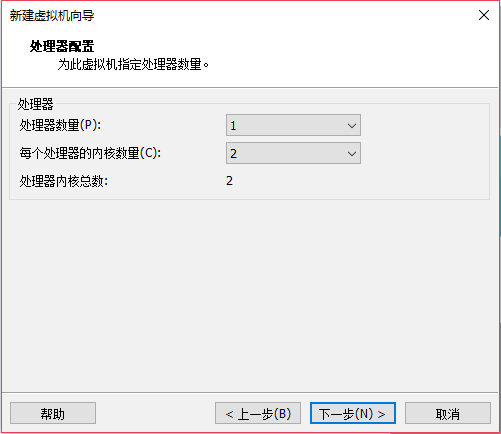 新建虚拟机向导
处理器配置
为此虚拟机指定处理器数量。
处理器
处理器数量(P): 1
每个处理器的内核数量(C): 2
处理器内核总数: 2
帮助 < 上一步(B) 下一步(N) > 取消